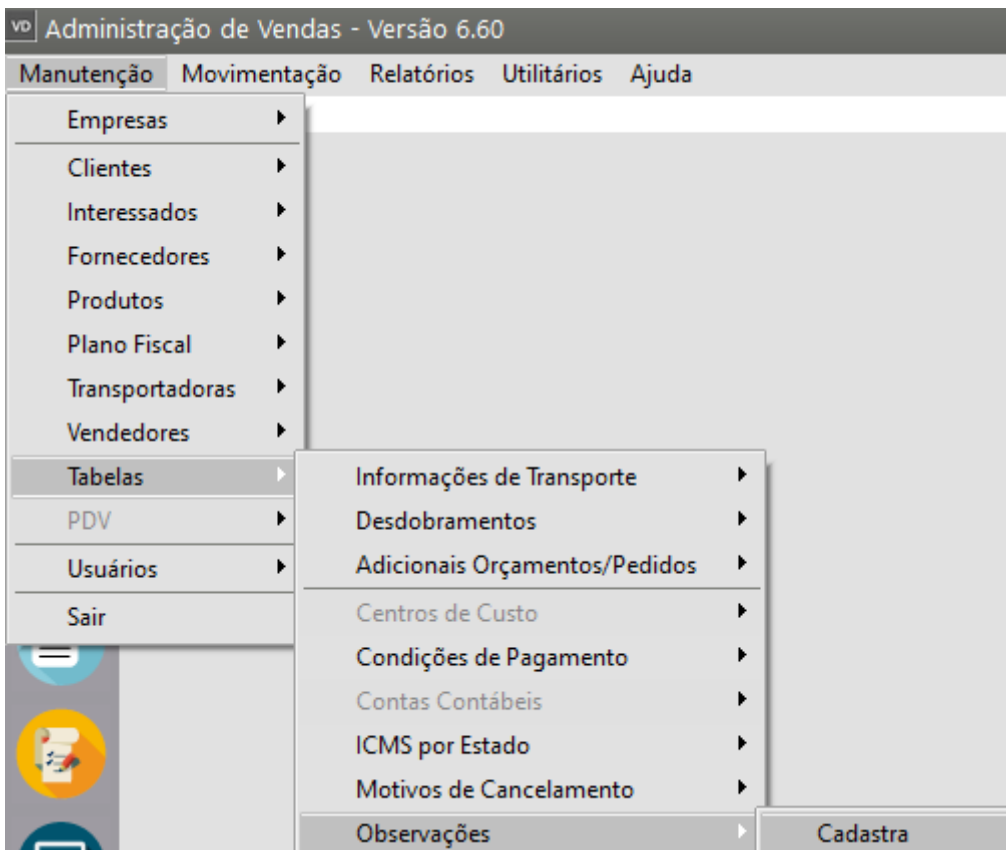 VD Administração de Vendas - Versão 6.60
Manutenção Movimentação Relatórios Utilitários Ajuda
Empresas
Clientes
Interessados
Fornecedores
Produtos
Plano Fiscal
Transportadoras
Vendedores
Tabelas
PDV
Usuários
Sair
Informações de Transporte
Desdobramentos
Adicionais Orçamentos/Pedidos
Centros de Custo
Condições de Pagamento
Contas Contábeis
ICMS por Estado
Motivos de Cancelamento
Observações
Cadastra